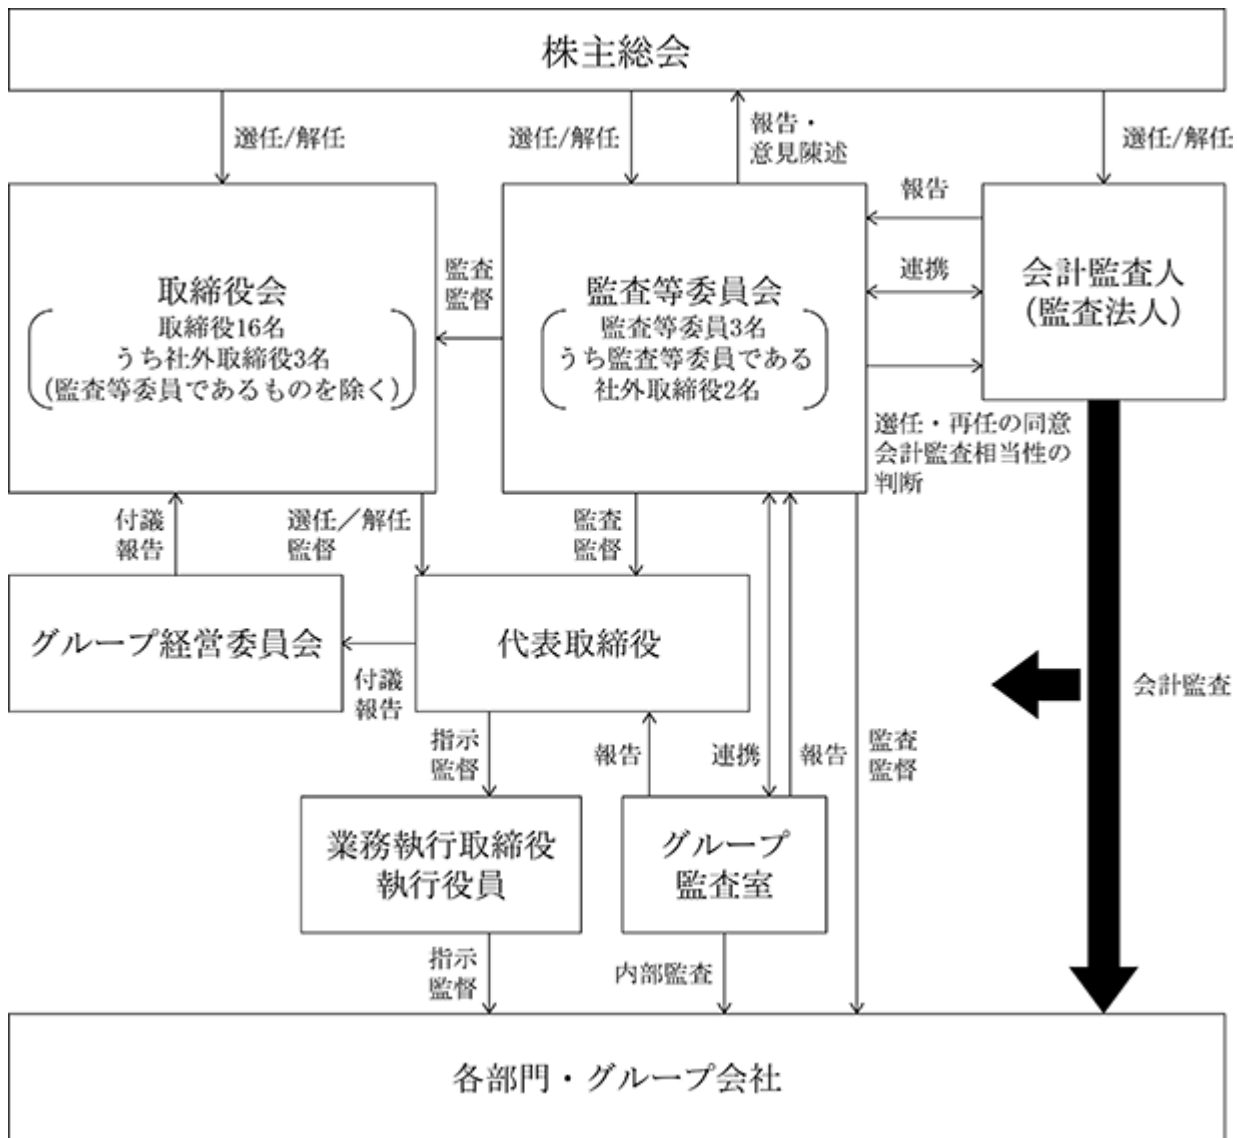 株主総会
選任/解任
選任/解任
報告・
意見陳述
選任/解任
取締役会
取締役16名
うち社外取締役3名
(監査等委員であるものを除く)
監査
監督
監査等委員会
監査等委員3名
うち監査等委員である
社外取締役2名
報告
連携
会計監査人
(監査法人)
選任・再任の同意
会計監査相当性の
判断
付議
報告
選任／解任
監督
監査
監督
グループ経営委員会
付議
報告
代表取締役
会計監査
指示
監督
報告
連携
報告
監査
監督
業務執行取締役
執行役員
グループ
監査室
指示
監督
内部監査
各部門・グループ会社